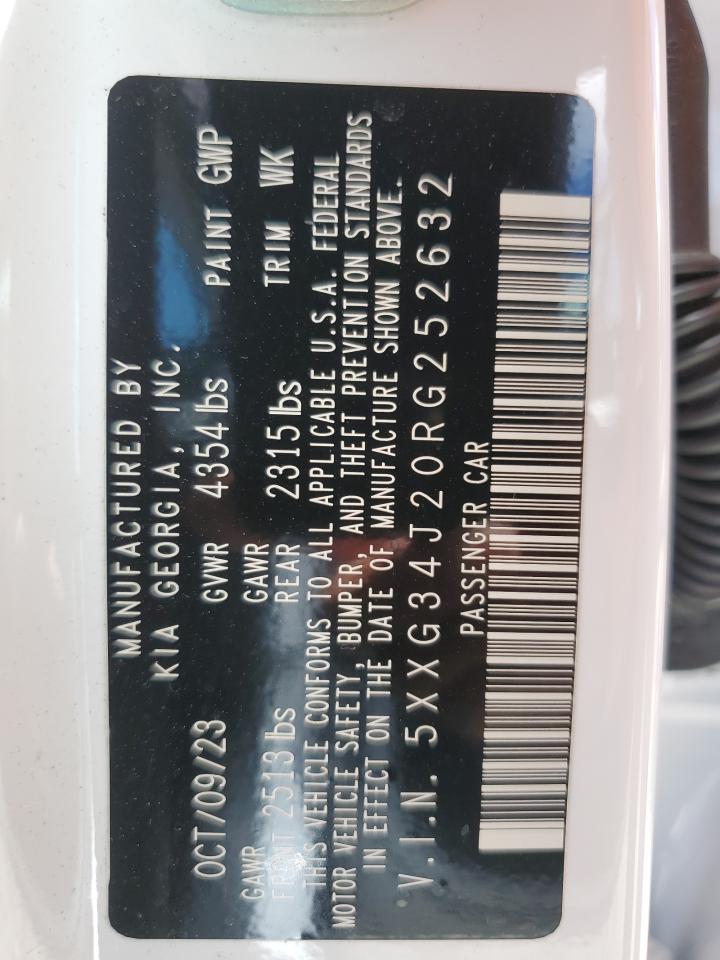 MANUFACTURED BY
KIA GEORGIA, INC.
OCT/09/23 GVWR 4354 lbs PAINT GWP
GAWR GAWR
FRONT 2513 lbs REAR 2315 lbs TRIM WK
THIS VEHICLE CONFORMS TO ALL APPLICABLE U.S.A. FEDERAL
MOTOR VEHICLE SAFETY, BUMPER, AND THEFT PREVENTION STANDARDS
IN EFFECT ON THE DATE OF MANUFACTURE SHOWN ABOVE.
V.I.N. 5XXG34J20RG252632
PASSENGER CAR